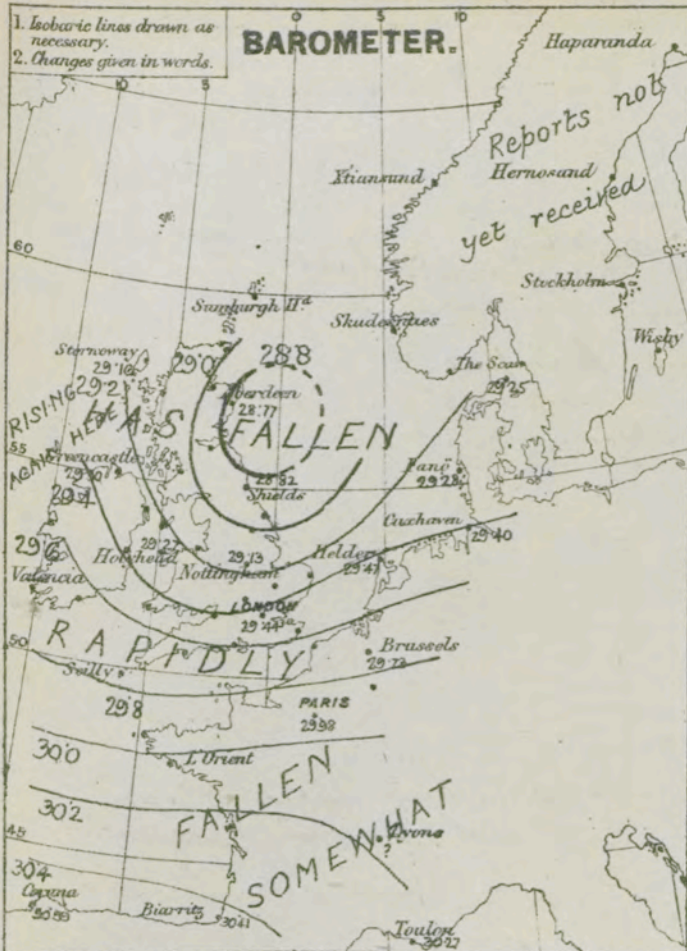 1. Isobaric lines drawn as
necessary.
2. Changes given in words.
BAROMETER.
10 5 0 5 10
Haparanda
Reports not
Xtiansund
Hernosand
yet received
60
Stockholm
Sumburgh Hd.
Skudesnaes
Wisby
Stornoway
29.16
29.0
28.8
The Scaw
29.25
29.2
Aberdeen
28.77
RISING
AGAIN HERE
HAS FALLEN
55
Greencastle
28.82
Shields
Fanö
29.28
29.4
Cuxhaven
29.40
29.6
29.27
Holyhead
29.13
Nottingham
Helder
29.47
Valencia
LONDON
29.44
50
RAPIDLY
Brussels
29.73
Scilly
29.8
PARIS
29.98
30.0
L'Orient
FALLEN
30.2
SOMEWHAT
45
Lyons
?
30.4
Coruna
Biarritz
30.41
Toulon
30.27